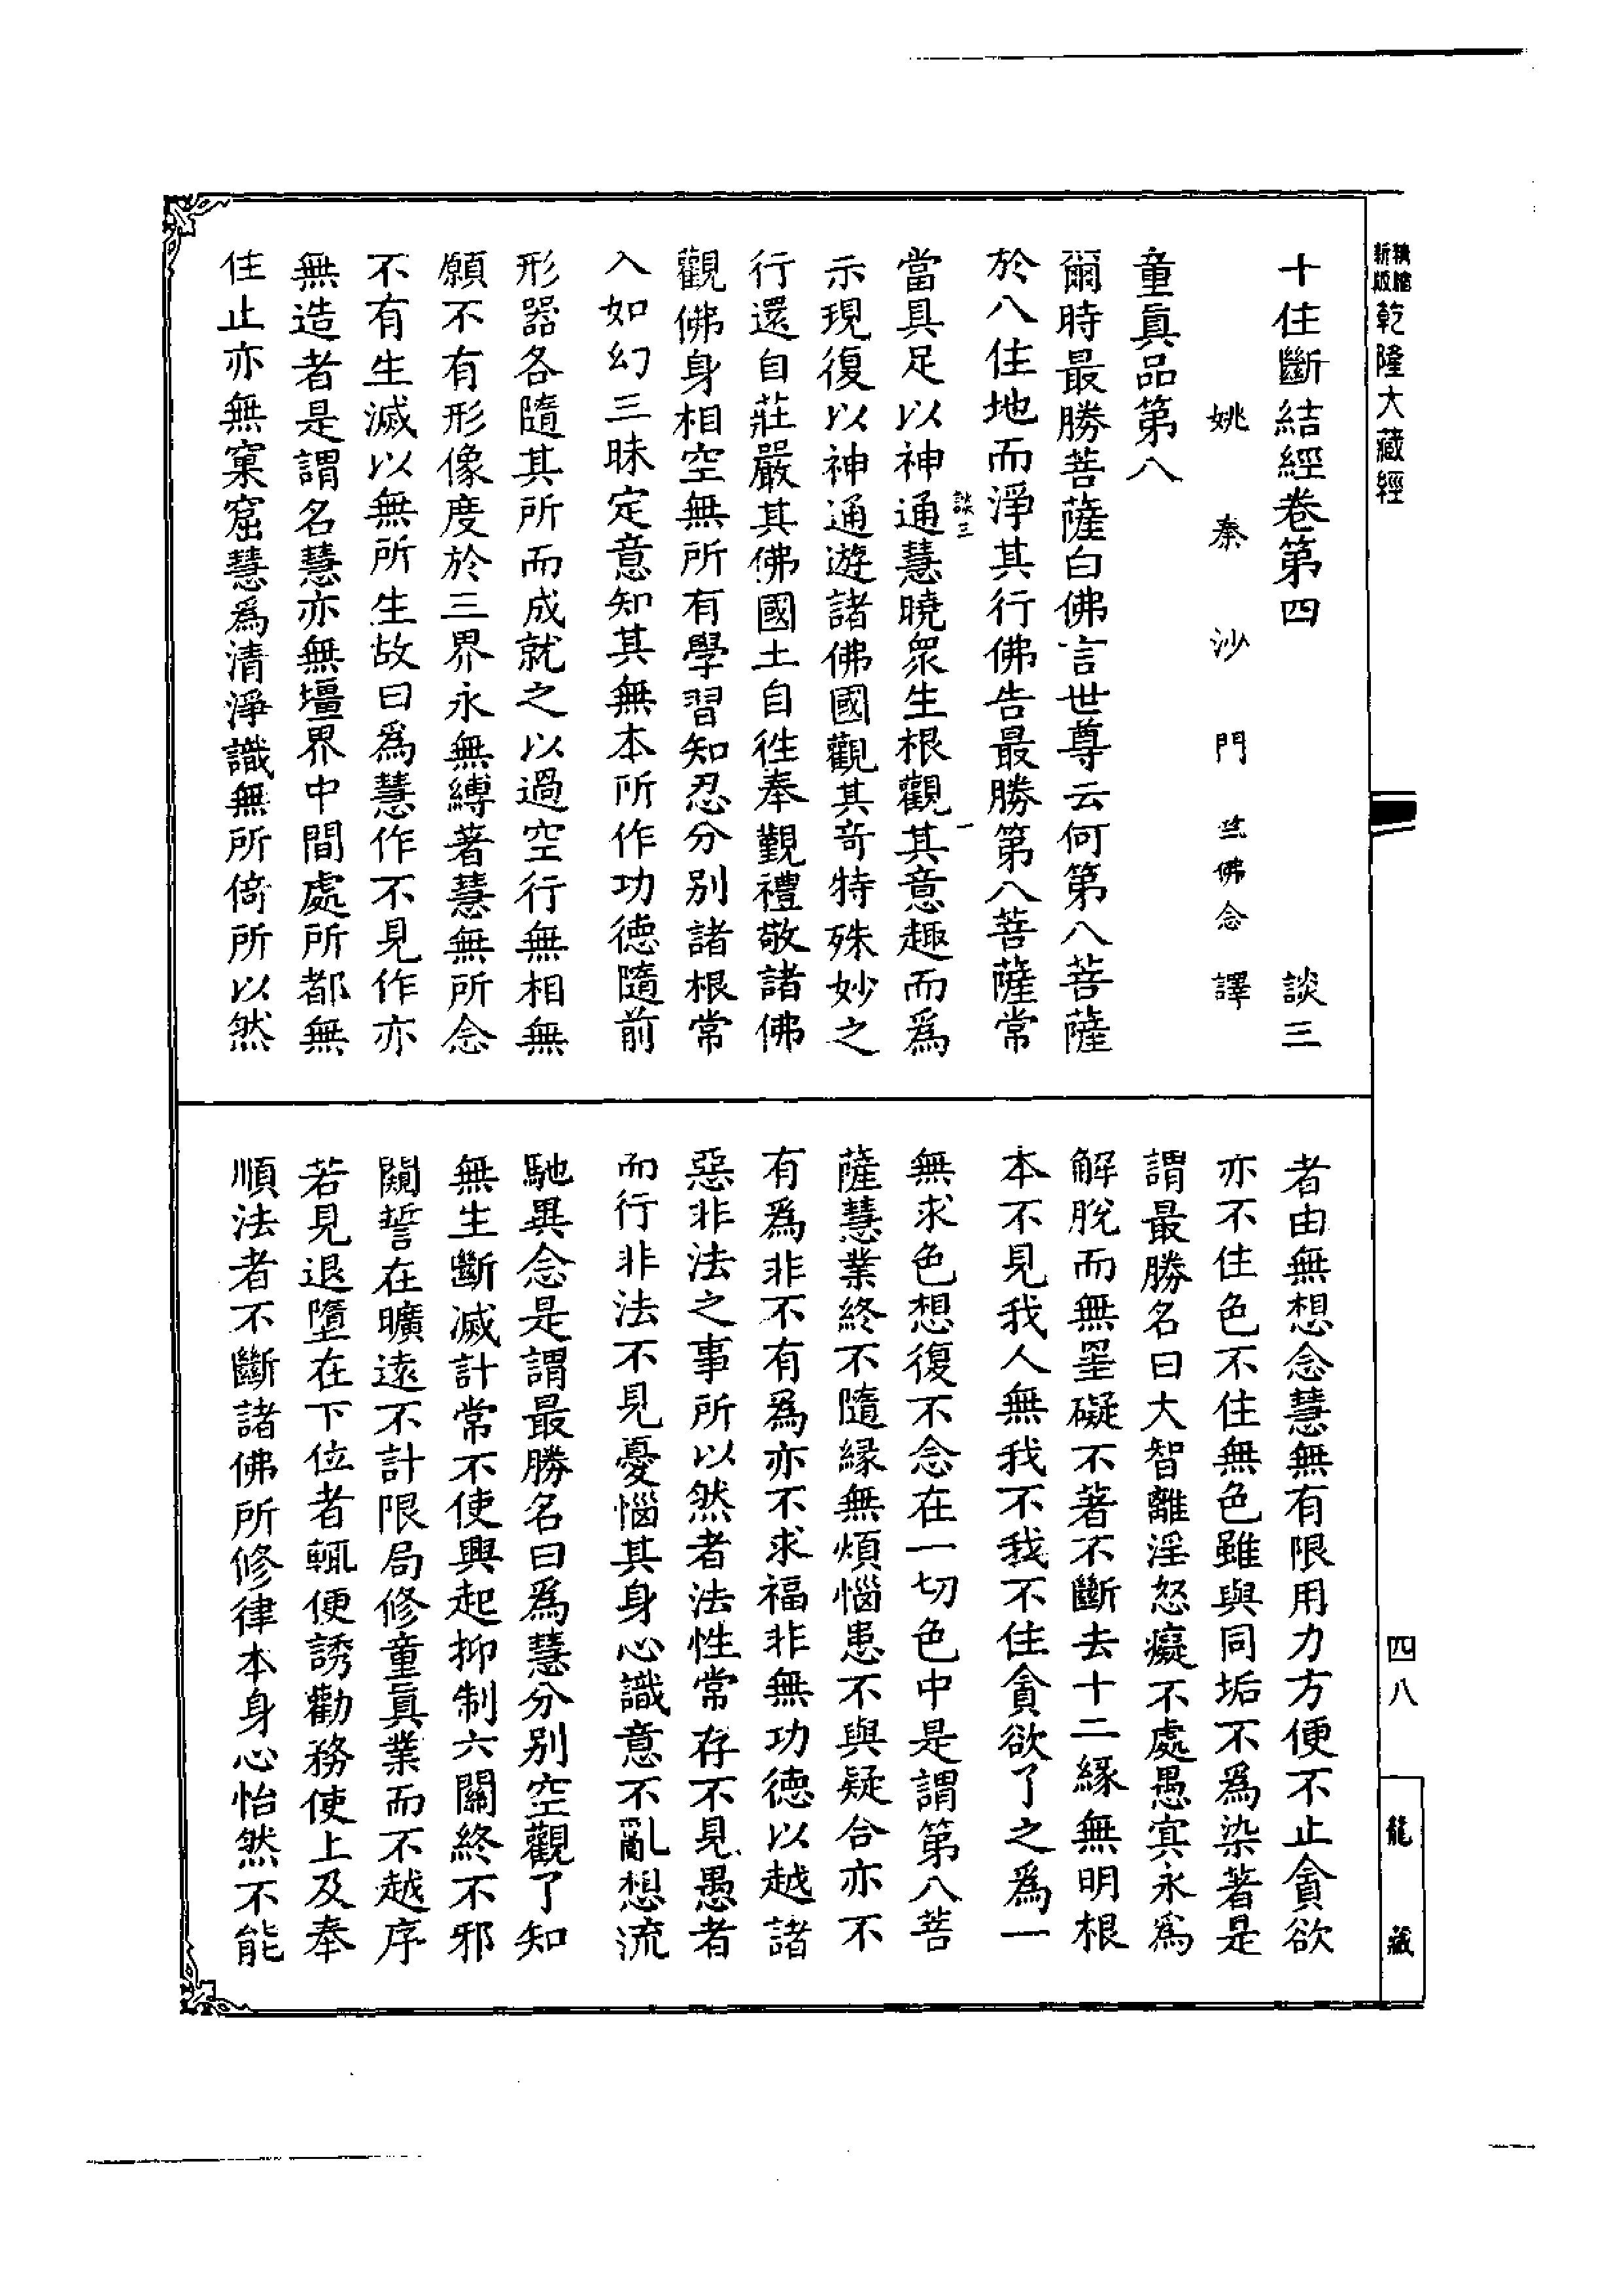 精縮新版乾隆大藏經
十住斷結經卷第四　談三
姚秦沙門竺佛念譯
童眞品第八
爾時最勝菩薩白佛言世尊云何第八菩薩
於八住地而淨其行佛告最勝第八菩薩常
談三　一
當具足以神通慧曉衆生根觀其意趣而爲
示現復以神通遊諸佛國觀其奇特殊妙之
行還自莊嚴其佛國土自徃奉覲禮敬諸佛
觀佛身相空無所有學習知忍分別諸根常
入如幻三昧定意知其無本所作功德隨前
形器各隨其所而成就之以過空行無相無
願不有形像度於三界永無縛著慧無所念
不有生滅以無所生故曰爲慧作不見作亦
無造者是謂名慧亦無壃界中間處所都無
住止亦無窠窟慧爲清淨識無所倚所以然
者由無想念慧無有限用力方便不止貪欲
亦不住色不住無色雖與同垢不爲染著是
謂最勝名曰大智離淫怒癡不處愚冥永爲
解脫而無罣礙不著不斷去十二緣無明根
本不見我人無我不我不住貪欲了之爲一
無求色想復不念在一切色中是謂第八菩
薩慧業終不隨緣無煩惱患不與疑合亦不
有爲非不有爲亦不求福非無功德以越諸
惡非法之事所以然者法性常存不見愚者
而行非法不見憂惱其身心識意不亂想流
馳異念是謂最勝名曰爲慧分別空觀了知
無生斷滅計常不使興起抑制六關終不邪
闚誓在曠遠不計限局修童眞業而不越序
若見退墮在下位者輒便誘勸務使上及奉
順法者不斷諸佛所修律本身心怡然不能
四八
龍藏